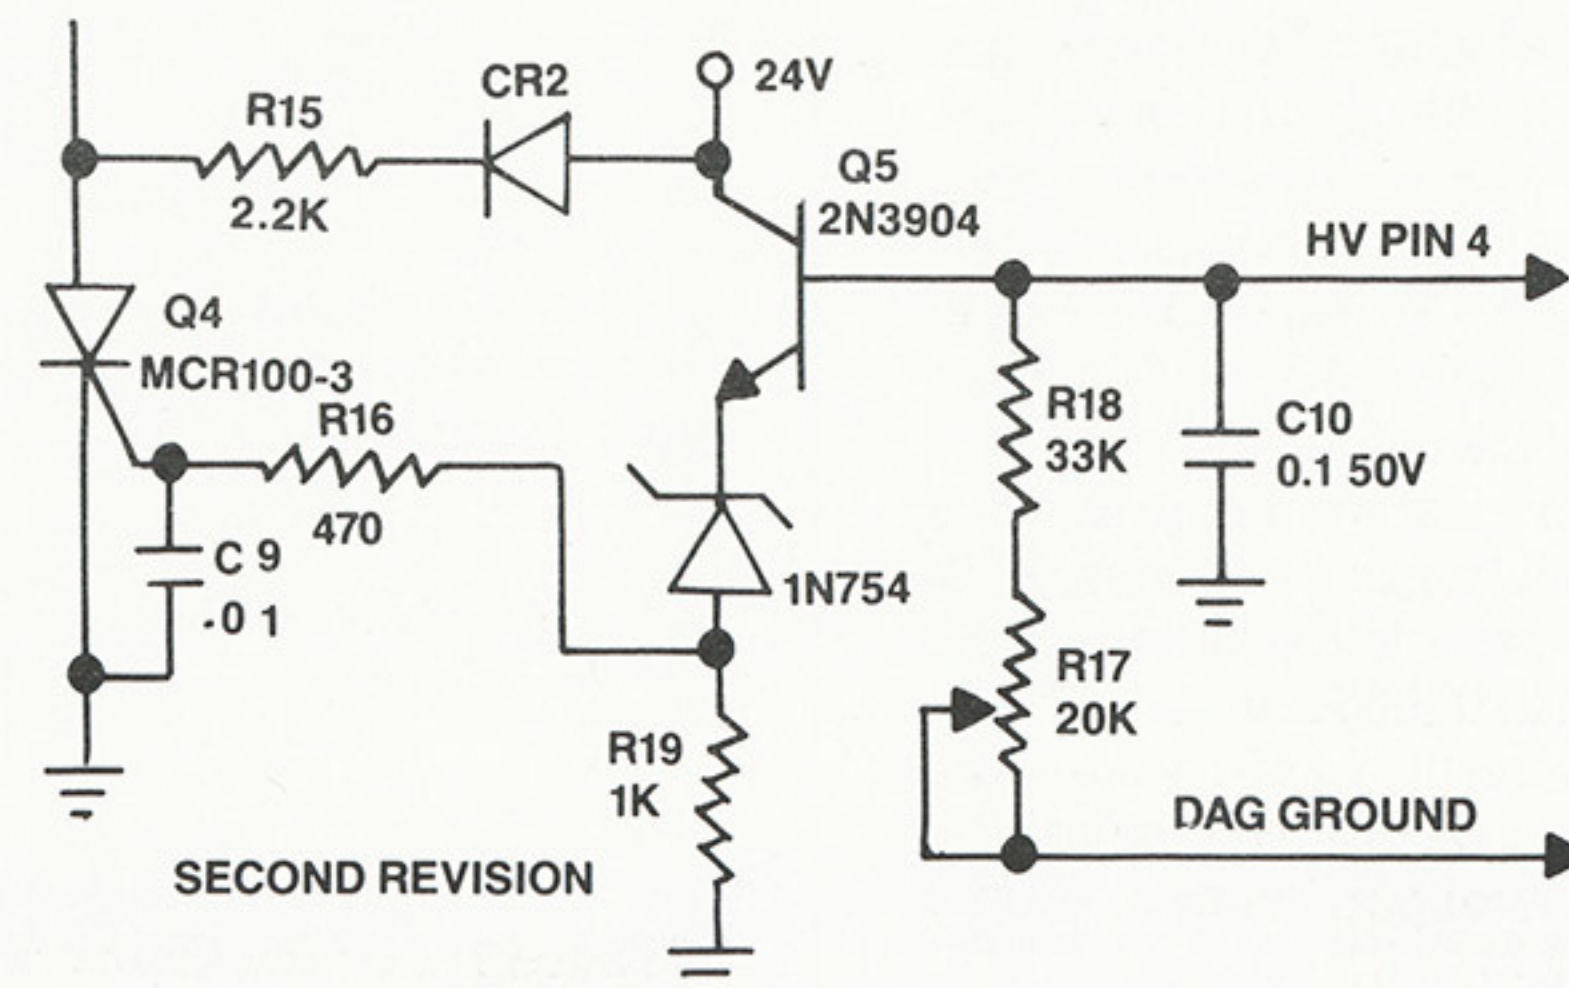 CR2
24V
R15
2.2K
Q5
2N3904
HV PIN 4
Q4
MCR100-3
R16
470
R18
33K
C10
0.1 50V
C 9
.0 1
1N754
R17
20K
R19
1K
DAG GROUND
SECOND REVISION